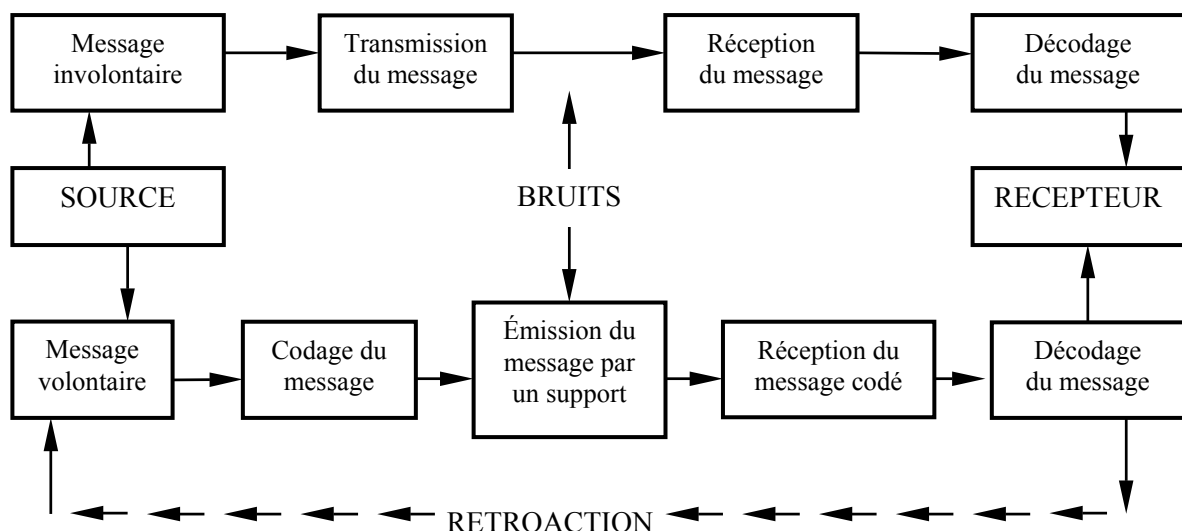 Message
involontaire
Transmission
du message
Réception
du message
Décodage
du message
SOURCE
BRUITS
RECEPTEUR
Message
volontaire
Codage du
message
Émission du
message par
un support
Réception du
message codé
Décodage
du message
RETROACTION